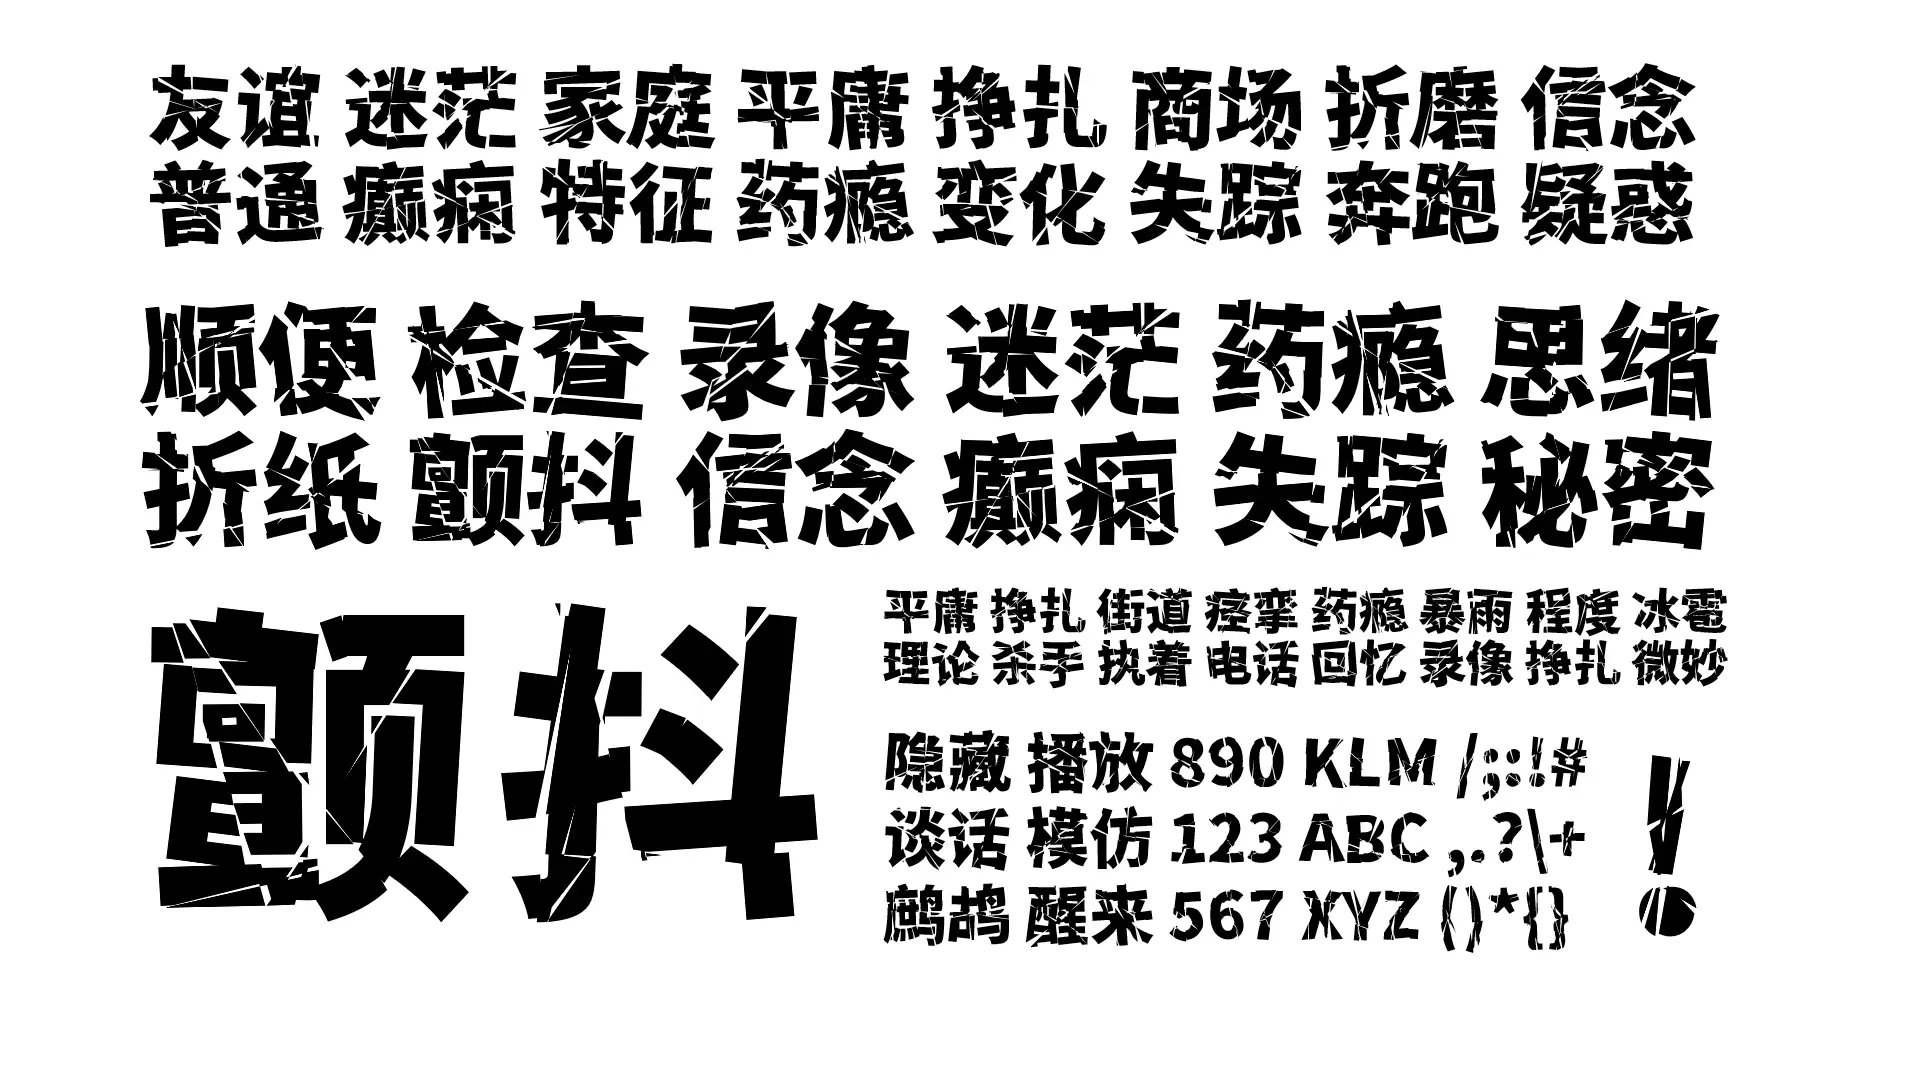 友谊 迷茫 家庭 平庸 挣扎 商场 折磨 信念
普通 癫痫 特征 药瘾 变化 失踪 奔跑 疑惑
顺便 检查 录像 迷茫 药瘾 思绪
折纸 颤抖 信念 癫痫 失踪 秘密
颤抖
平庸 挣扎 街道 痉挛 药瘾 暴雨 程度 冰雹
理论 杀手 执着 电话 回忆 录像 挣扎 微妙
隐藏 播放 890 KLM /;:!#
谈话 模仿 123 ABC ,.?\+
鹧鸪 醒来 567 XYZ ()*{}
!